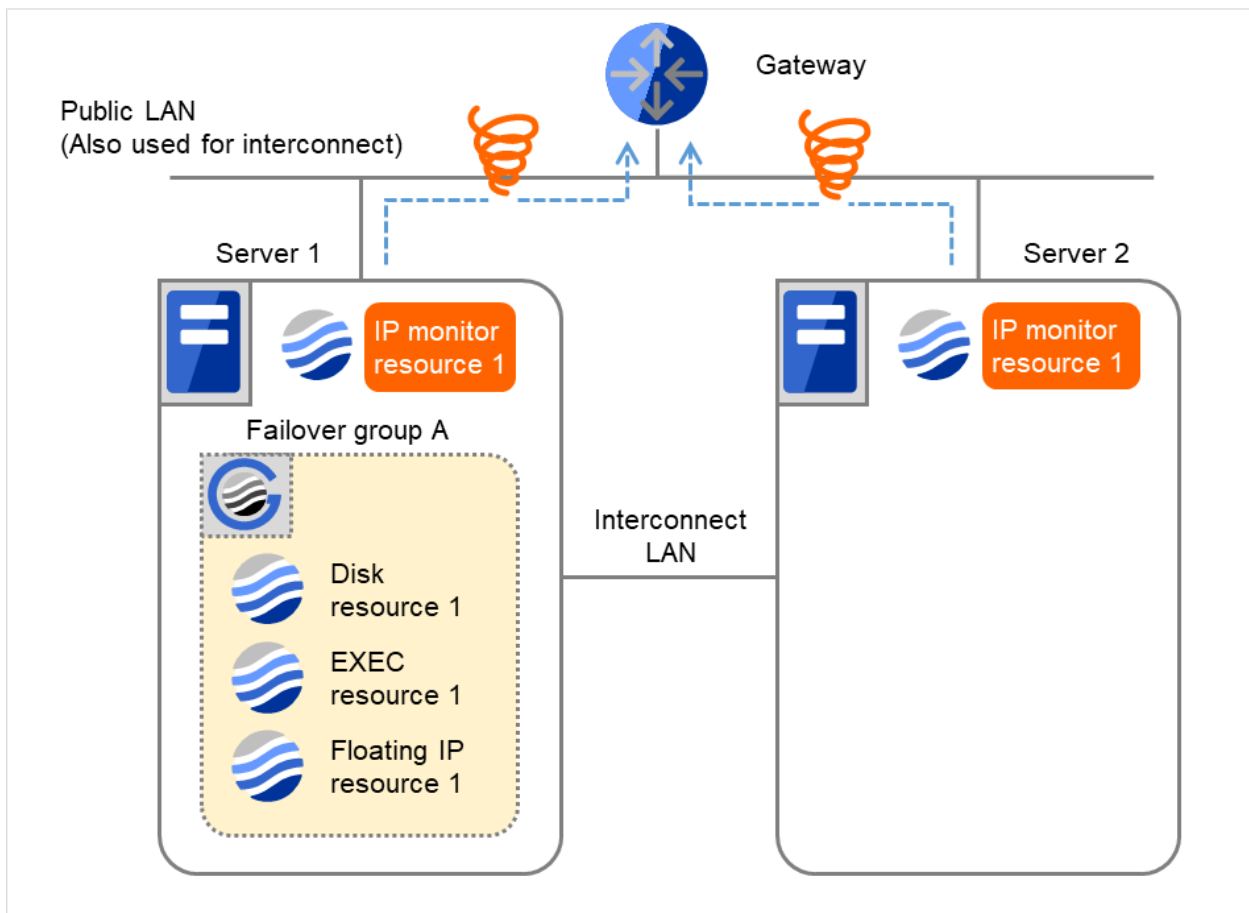 Gateway
Public LAN
(Also used for interconnect)
Server 1
Server 2
IP monitor
resource 1
IP monitor
resource 1
Failover group A
Interconnect
LAN
Disk
resource 1
EXEC
resource 1
Floating IP
resource 1